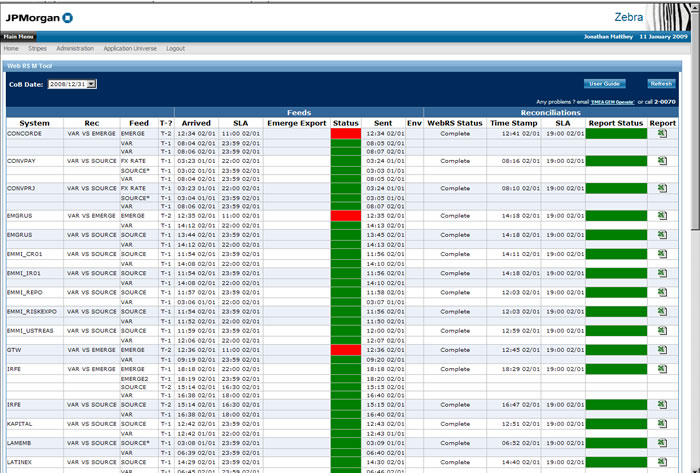 JPMorgan
Zebra
Main Menu Jonathan Matthey 11 January 2009
Home Stripes Administration Application Universe Logout
Web RS M Tool
CoB Date: 2008/12/31 User Guide Refresh
Any problems ? email 'EMEA GEM Operate' or call 2-0070
Feeds Reconciliations
System Rec Feed T-? Arrived SLA Emerge Export Status Sent Env WebRS Status Time Stamp SLA Report Status Report
CONCORDE VAR VS EMERGE EMERGE T-2 12:34 02/01 11:00 02/01 12:34 02/01 Complete 12:41 02/01 19:00 02/01
VAR T-1 08:04 02/01 23:59 02/01 08:05 02/01
VAR T-1 08:06 02/01 23:59 02/01 08:07 02/01
CONVPAY VAR VS SOURCE FX RATE T-1 03:23 01/01 22:00 02/01 03:24 01/01 Complete 08:16 02/01 19:00 02/01
SOURCE* T-1 03:02 01/01 23:59 02/01 03:03 01/01
VAR T-1 08:04 02/01 23:59 02/01 08:05 02/01
CONVPRJ VAR VS SOURCE FX RATE T-1 03:23 01/01 22:00 02/01 03:24 01/01 Complete 08:10 02/01 19:00 02/01
SOURCE* T-1 03:04 01/01 23:59 02/01 03:05 01/01
VAR T-1 08:06 02/01 23:59 02/01 08:07 02/01
EMGRUS VAR VS EMERGE EMERGE T-2 12:35 02/01 11:00 02/01 12:35 02/01 Complete 14:18 02/01 19:00 02/01
VAR T-1 14:12 02/01 22:00 02/01 14:13 02/01
EMGRUS VAR VS SOURCE SOURCE T-1 13:44 02/01 23:59 02/01 13:45 02/01 Complete 14:18 02/01 19:00 02/01
VAR T-1 14:12 02/01 22:00 02/01 14:13 02/01
EMMI_CR01 VAR VS SOURCE SOURCE T-1 11:54 02/01 23:59 02/01 11:56 02/01 Complete 14:11 02/01 19:00 02/01
VAR T-1 14:08 02/01 22:00 02/01 14:10 02/01
EMMI_IR01 VAR VS SOURCE SOURCE T-1 11:54 02/01 23:59 02/01 11:56 02/01 Complete 14:18 02/01 19:00 02/01
VAR T-1 14:08 02/01 22:00 02/01 14:10 02/01
EMMI_REPO VAR VS SOURCE SOURCE T-1 11:57 02/01 23:59 02/01 11:58 02/01 Complete 12:03 02/01 19:00 02/01
VAR T-1 03:06 01/01 22:00 02/01 03:07 01/01
EMMI_RISKEXPO VAR VS SOURCE SOURCE T-1 11:54 02/01 23:59 02/01 11:56 02/01 Complete 12:03 02/01 19:00 02/01
VAR T-1 11:52 02/01 22:00 02/01 11:50 02/01
EMMI_USTREAS VAR VS SOURCE SOURCE T-1 11:59 02/01 22:00 02/01 12:00 02/01 Complete 12:59 02/01 19:00 02/01
VAR T-1 12:06 02/01 22:00 02/01 12:07 02/01
GTW VAR VS EMERGE EMERGE T-2 12:36 02/01 11:00 02/01 12:36 02/01 Complete 12:45 02/01 19:00 02/01
VAR T-1 09:19 02/01 23:59 02/01 09:20 02/01
IRFE VAR VS EMERGE EMERGE T-1 18:18 02/01 22:00 02/01 18:18 02/01 Complete 18:29 02/01 19:00 02/01
EMERGE2 T-1 18:19 02/01 23:59 02/01 18:20 02/01
SOURCE T-2 15:14 02/01 16:30 02/01 15:15 02/01
VAR T-1 16:38 02/01 18:00 02/01 16:40 02/01
IRFE VAR VS SOURCE SOURCE T-2 15:14 02/01 16:30 02/01 15:15 02/01 Complete 16:47 02/01 19:00 02/01
VAR T-1 16:38 02/01 18:00 02/01 16:40 02/01
KAPITAL VAR VS SOURCE SOURCE T-1 12:42 02/01 23:59 02/01 12:43 02/01 Complete 12:51 02/01 19:00 02/01
VAR T-1 12:42 02/01 22:00 02/01 12:43 02/01
LAMEMB VAR VS SOURCE SOURCE* T-1 03:08 01/01 23:59 02/01 03:09 01/01 Complete 06:52 02/01 19:00 02/01
VAR T-1 06:39 02/01 23:59 02/01 06:40 02/01
LATINEX VAR VS SOURCE SOURCE T-1 14:29 02/01 23:59 02/01 14:30 02/01 Complete 14:40 02/01 19:00 02/01
VAR T-1 06:45 02/01 23:59 02/01 06:46 02/01